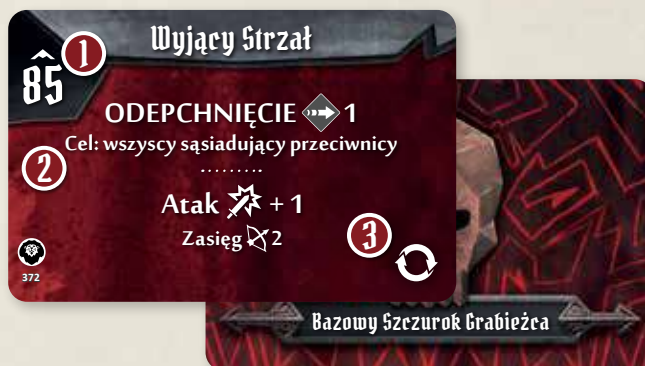 Wyjący Strzał
1
85
ODEPCHNIĘCIE 1
Cel: wszyscy sąsiadujący przeciwnicy
.........
2
Atak + 1
Zasięg 2
3
372
Bazowy Szczurok Grabieżca